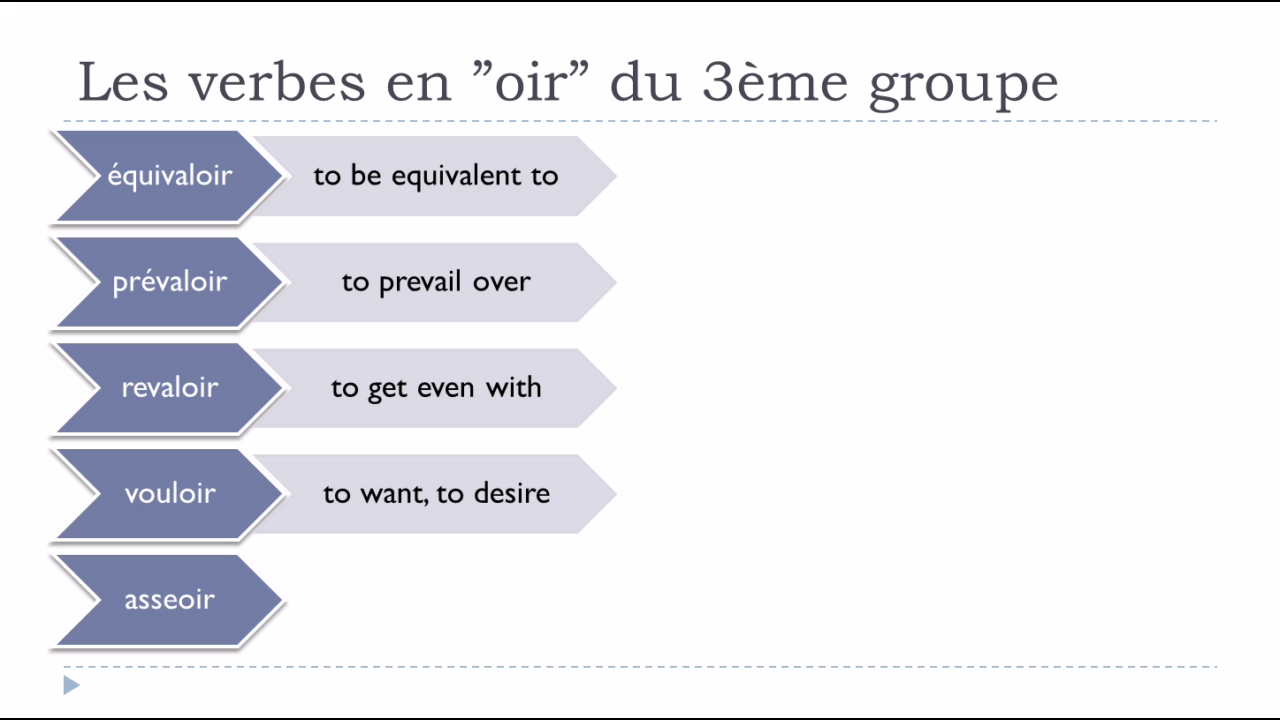 Les verbes en ”oir” du 3ème groupe
équivaloir to be equivalent to
prévaloir to prevail over
revaloir to get even with
vouloir to want, to desire
asseoir